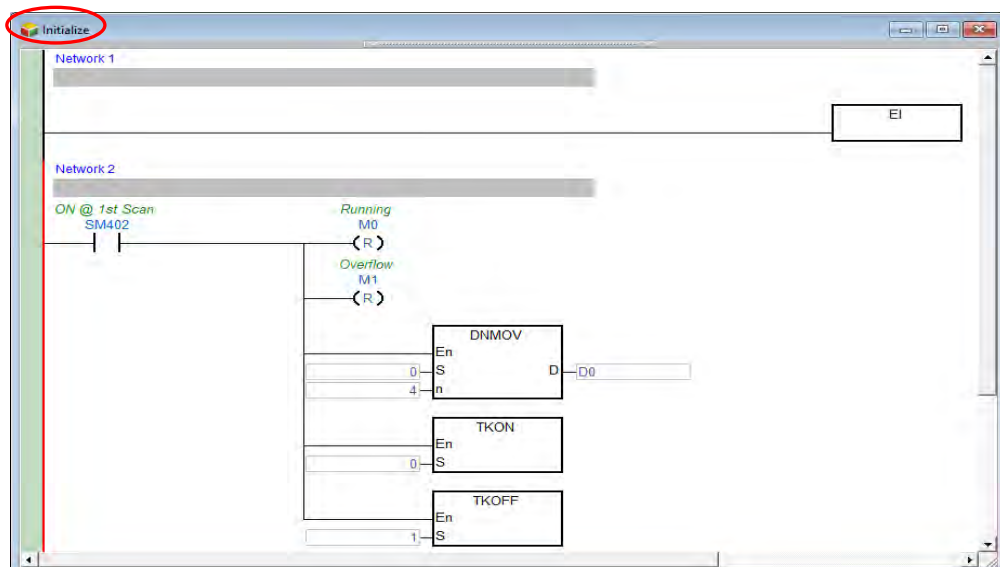 Initialize
Network 1
EI
Network 2
ON @ 1st Scan
SM402
Running
M0
R
Overflow
M1
R
DNMOV
En
0 S D D0
4 n
TKON
En
0 S
TKOFF
En
1 S